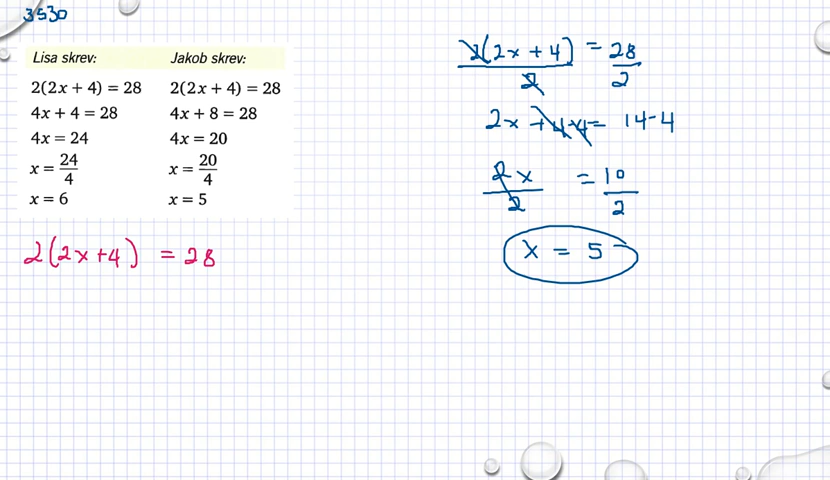 3530
Lisa skrev: Jakob skrev:
2(2x + 4) = 28 2(2x + 4) = 28
4x + 4 = 28 4x + 8 = 28
4x = 24 4x = 20
x = 24/4 x = 20/4
x = 6 x = 5
2(2x+4) = 28
2(2x+4)/2 = 28/2
2x +4-4 = 14-4
2x/2 = 10/2
x = 5